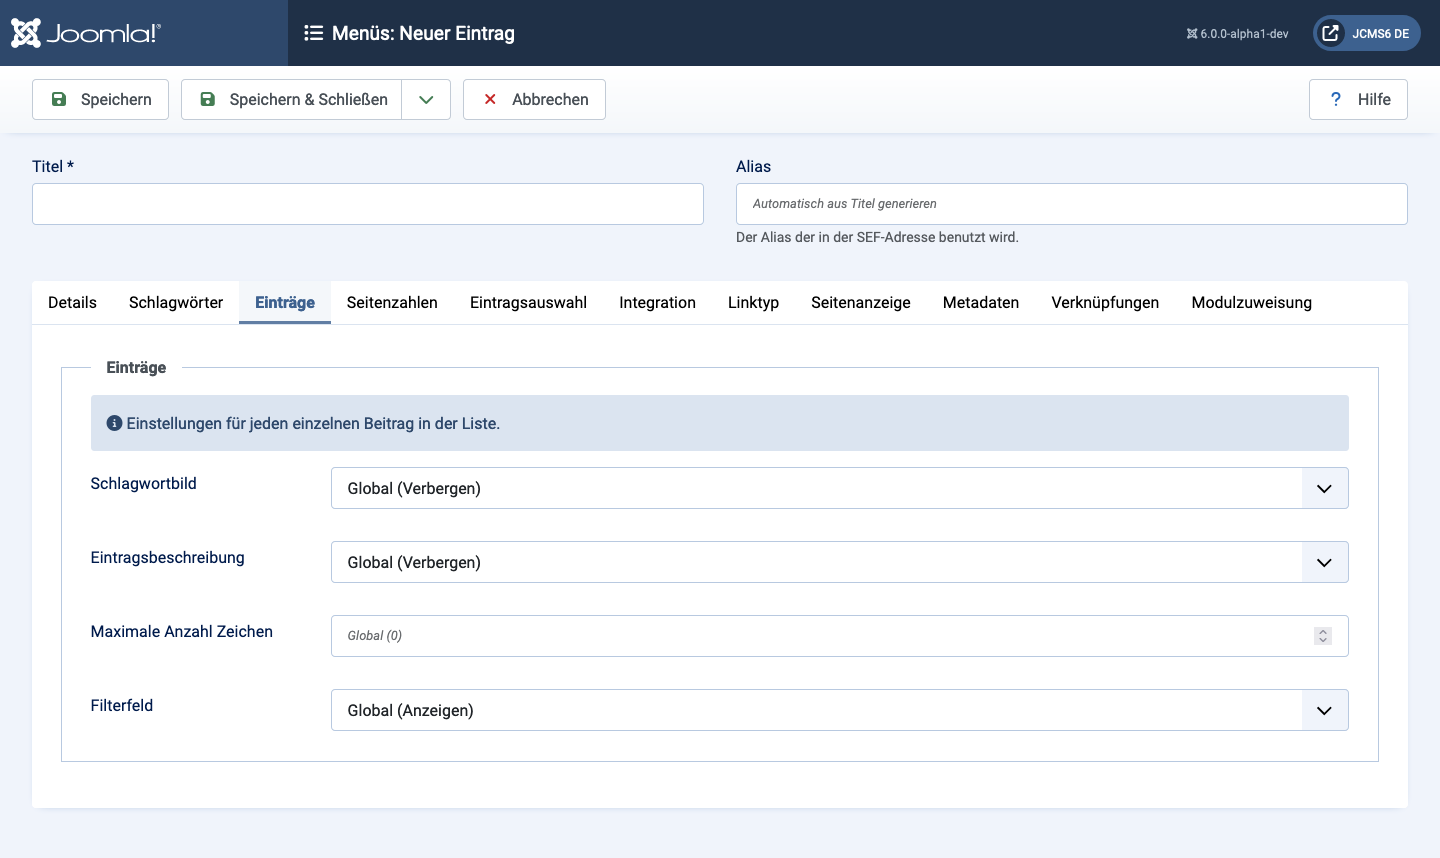 Joomla!®
Menüs: Neuer Eintrag
6.0.0-alpha1-dev
JCMS6 DE
Speichern
Speichern & Schließen
Abbrechen
? Hilfe
Titel *
Alias
Automatisch aus Titel generieren
Der Alias der in der SEF-Adresse benutzt wird.
Details Schlagwörter Einträge Seitenzahlen Eintragsauswahl Integration Linktyp Seitenanzeige Metadaten Verknüpfungen Modulzuweisung
Einträge
Einstellungen für jeden einzelnen Beitrag in der Liste.
Schlagwortbild
Global (Verbergen)
Eintragsbeschreibung
Global (Verbergen)
Maximale Anzahl Zeichen
Global (0)
Filterfeld
Global (Anzeigen)